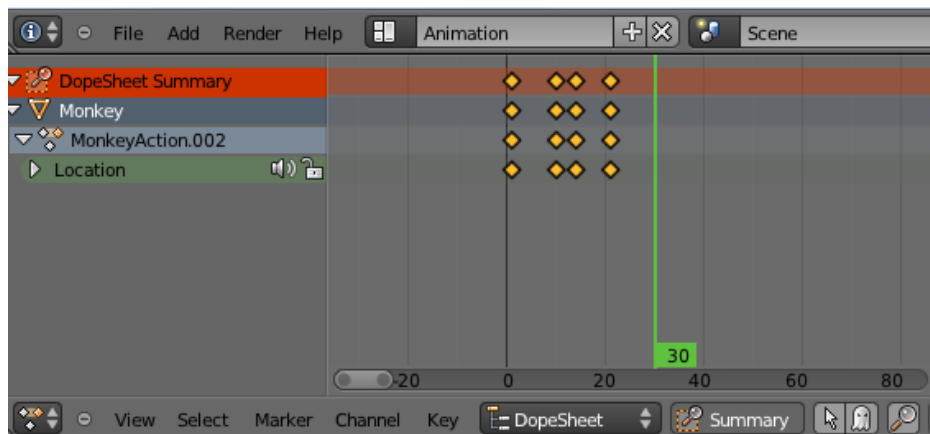 File Add Render Help Animation Scene
DopeSheet Summary
Monkey
MonkeyAction.002
Location
30
-20 0 20 40 60 80
View Select Marker Channel Key DopeSheet Summary